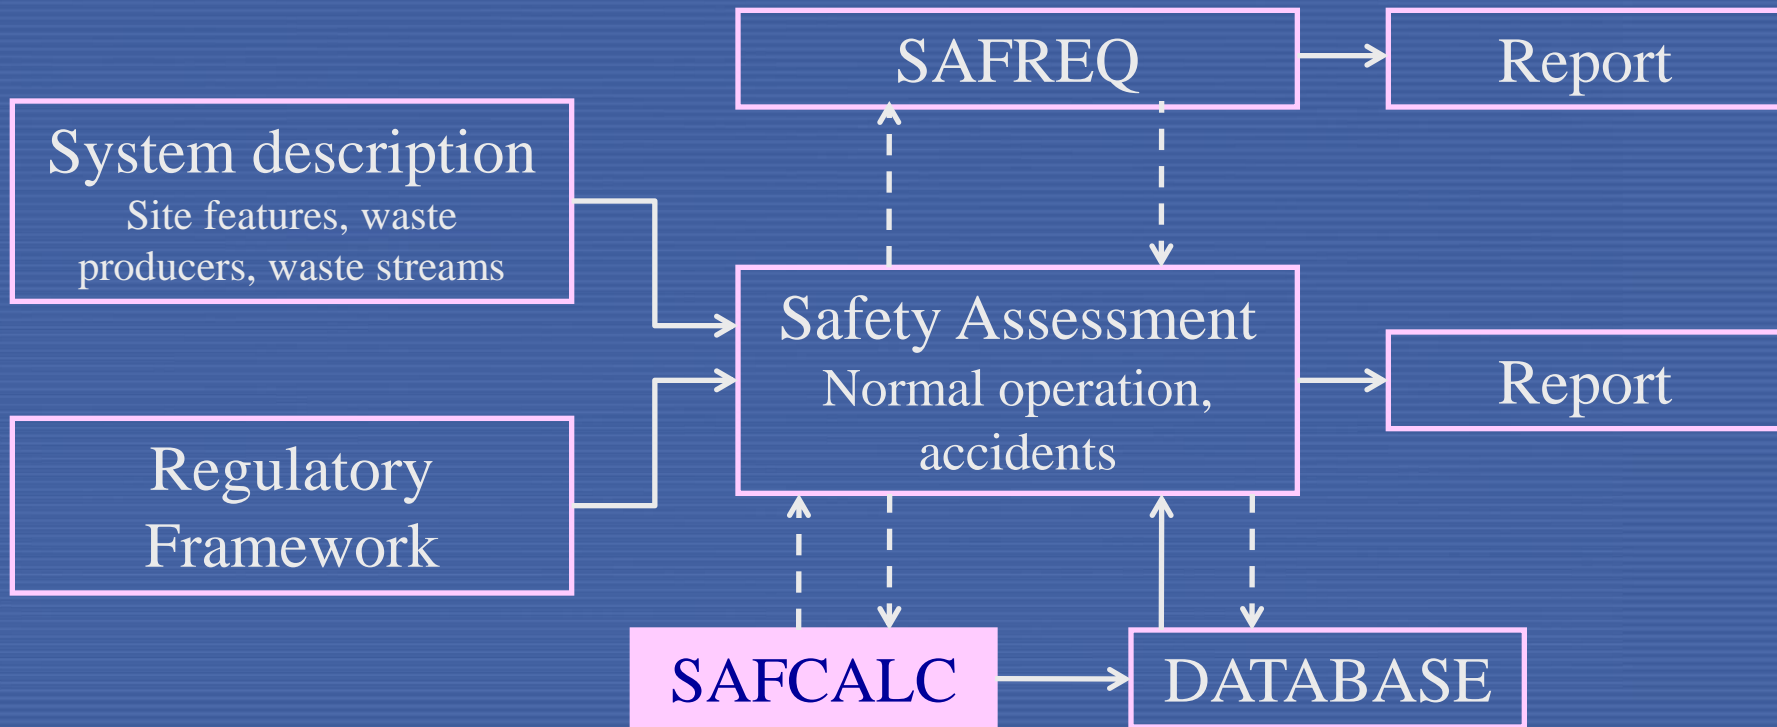 SAFREQ
Report
System description
Site features, waste
producers, waste streams
Safety Assessment
Normal operation,
accidents
Report
Regulatory
Framework
SAFCALC
DATABASE